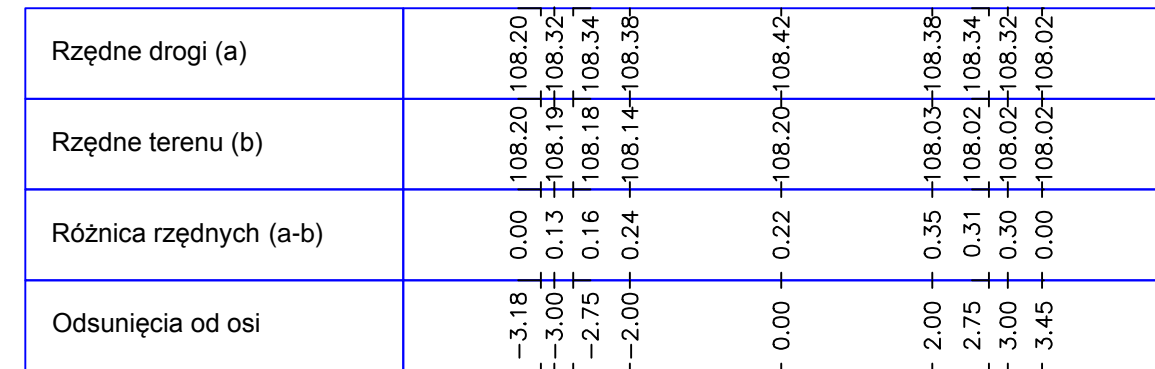 Rzędne drogi (a) 108.20 108.32 108.34 108.38 108.42 108.38 108.34 108.32 108.02
Rzędne terenu (b) 108.20 108.19 108.18 108.14 108.20 108.03 108.02 108.02 108.02
Różnica rzędnych (a-b) 0.00 0.13 0.16 0.24 0.22 0.35 0.31 0.30 0.00
Odsunięcia od osi -3.18 -3.00 -2.75 -2.00 0.00 2.00 2.75 3.00 3.45